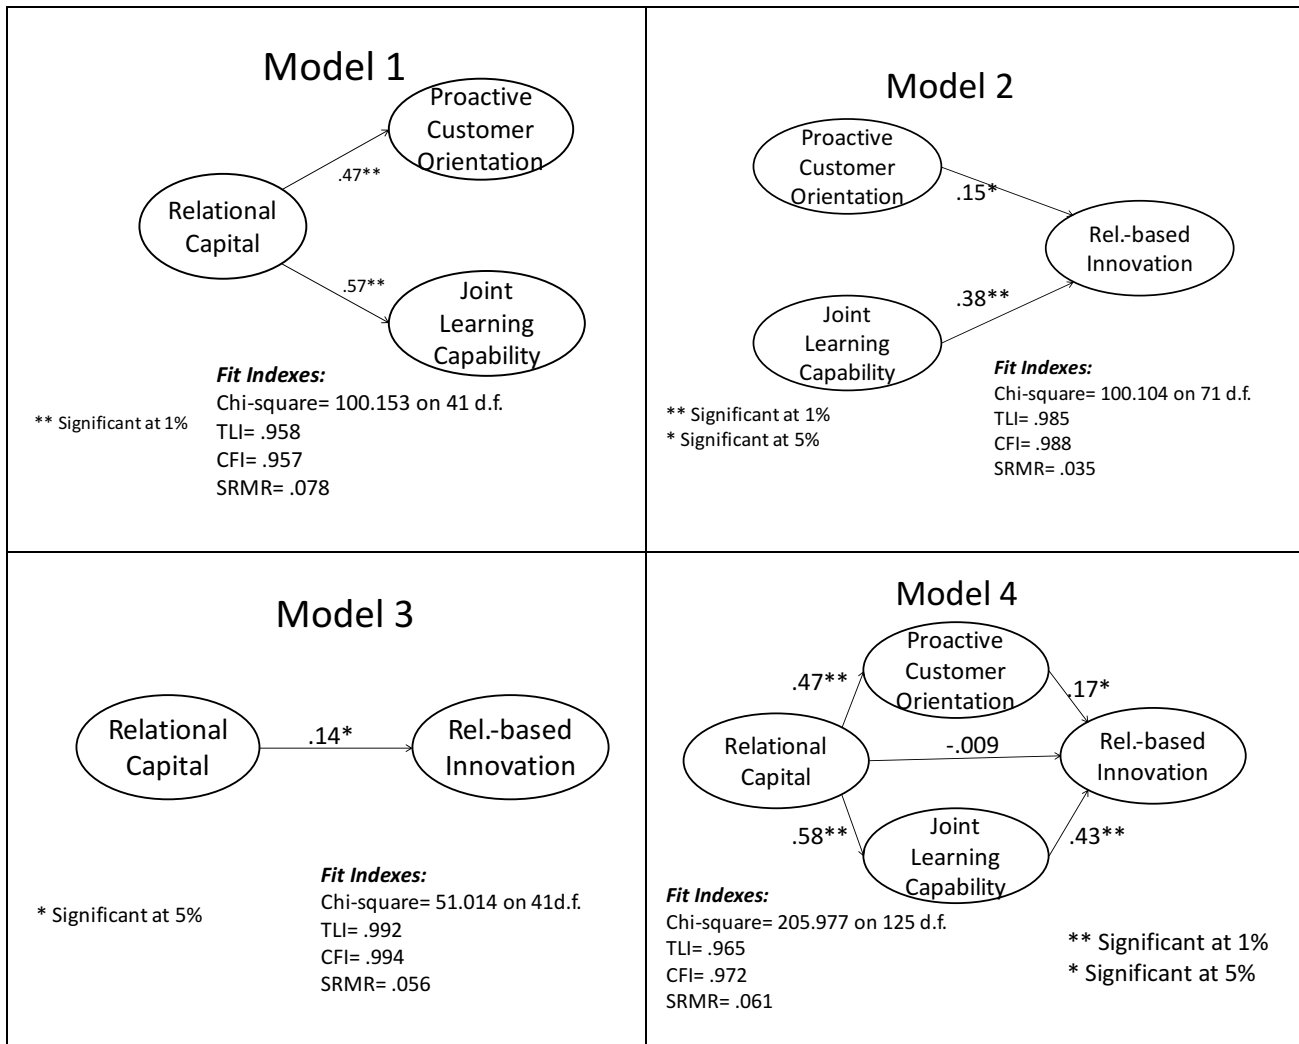 Model 1
Proactive
Customer
Orientation
.47**
Relational
Capital
.57**
Joint
Learning
Capability
Fit Indexes:
Chi-square= 100.153 on 41 d.f.
TLI= .958
CFI= .957
SRMR= .078
** Significant at 1%
Model 2
Proactive
Customer
Orientation
.15*
Rel.-based
Innovation
.38**
Joint
Learning
Capability
Fit Indexes:
Chi-square= 100.104 on 71 d.f.
TLI= .985
CFI= .988
SRMR= .035
** Significant at 1%
* Significant at 5%
Model 3
Relational
Capital
.14*
Rel.-based
Innovation
Fit Indexes:
Chi-square= 51.014 on 41d.f.
TLI= .992
CFI= .994
SRMR= .056
* Significant at 5%
Model 4
Proactive
Customer
Orientation
.47**
.17*
Relational
Capital
-.009
Rel.-based
Innovation
.58**
Joint
Learning
Capability
.43**
Fit Indexes:
Chi-square= 205.977 on 125 d.f.
TLI= .965
CFI= .972
SRMR= .061
** Significant at 1%
* Significant at 5%